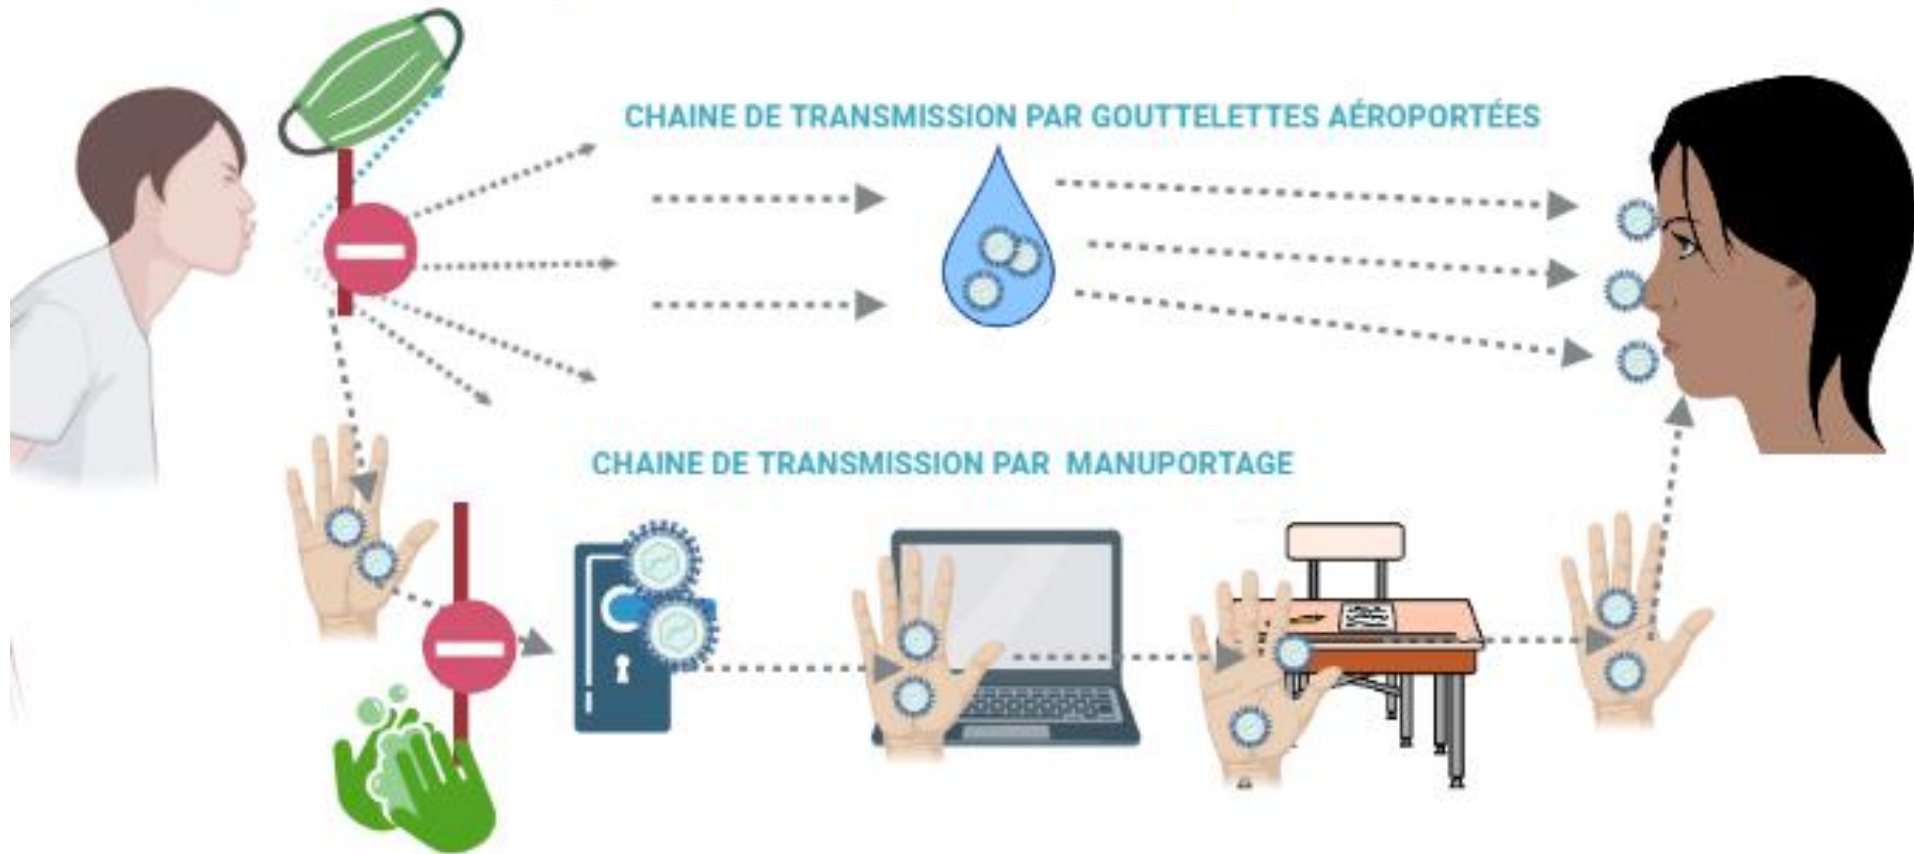 CHAINE DE TRANSMISSION PAR GOUTTELETTES AÉROPORTÉES
CHAINE DE TRANSMISSION PAR MANUPORTAGE